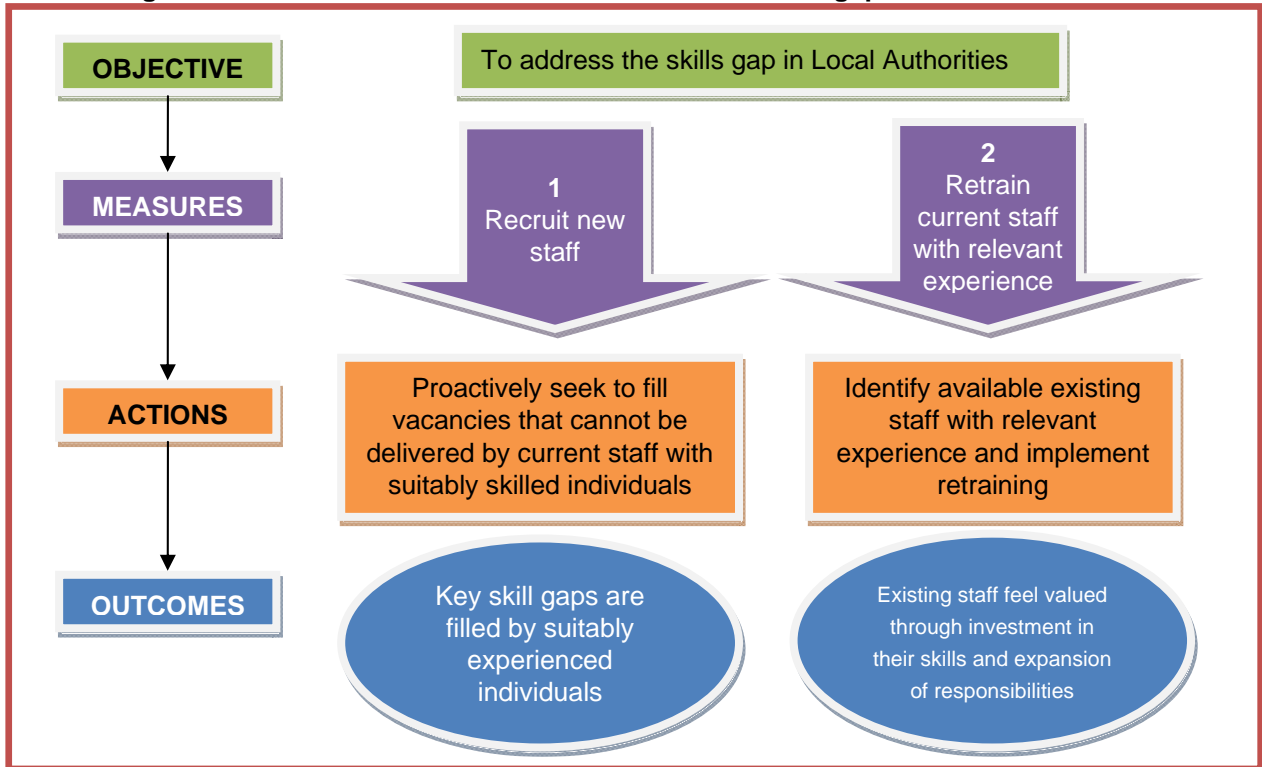 OBJECTIVE
To address the skills gap in Local Authorities
MEASURES
1
Recruit new
staff
2
Retrain
current staff
with relevant
experience
ACTIONS
Proactively seek to fill
vacancies that cannot be
delivered by current staff with
suitably skilled individuals
Identify available existing
staff with relevant
experience and implement
retraining
OUTCOMES
Key skill gaps are
filled by suitably
experienced
individuals
Existing staff feel valued
through investment in
their skills and expansion
of responsibilities